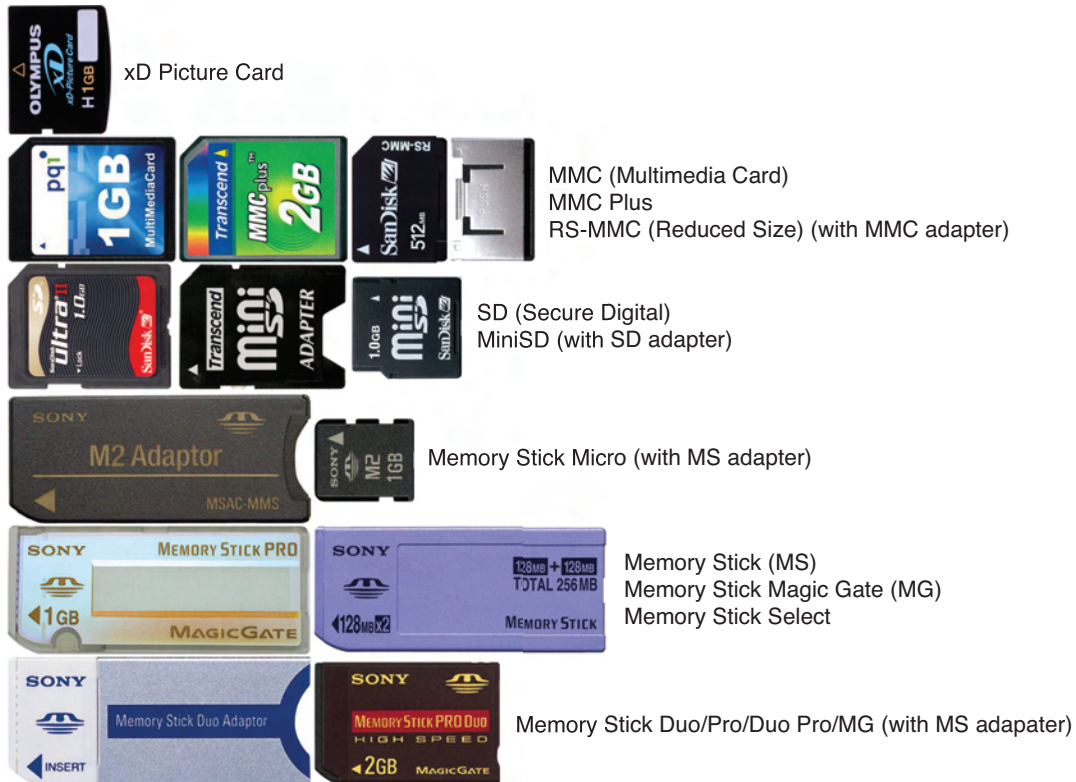 OLYMPUS
xD
xD-Picture Card
H 1GB
xD Picture Card
pqi
1GB
MultiMediaCard
Transcend
MMCplus™
2GB
RS-MMC
SanDisk
512MB
PUSH
MMC (Multimedia Card)
MMC Plus
RS-MMC (Reduced Size) (with MMC adapter)
SD
SanDisk
ultra II
1.0GB
Lock
SanDisk
Transcend
mini SD
ADAPTER
1.0GB
mini SD
SanDisk
SD (Secure Digital)
MiniSD (with SD adapter)
SONY
M2 Adaptor
MSAC-MMS
SONY
M2
1GB
Memory Stick Micro (with MS adapter)
SONY
MEMORY STICK PRO
1GB
MAGICGATE
SONY
128MB + 128MB
TOTAL 256MB
128MB X2
MEMORY STICK
Memory Stick (MS)
Memory Stick Magic Gate (MG)
Memory Stick Select
SONY
Memory Stick Duo Adaptor
INSERT
SONY
MEMORY STICK PRO DUO
HIGH SPEED
2GB
MAGICGATE
Memory Stick Duo/Pro/Duo Pro/MG (with MS adapater)